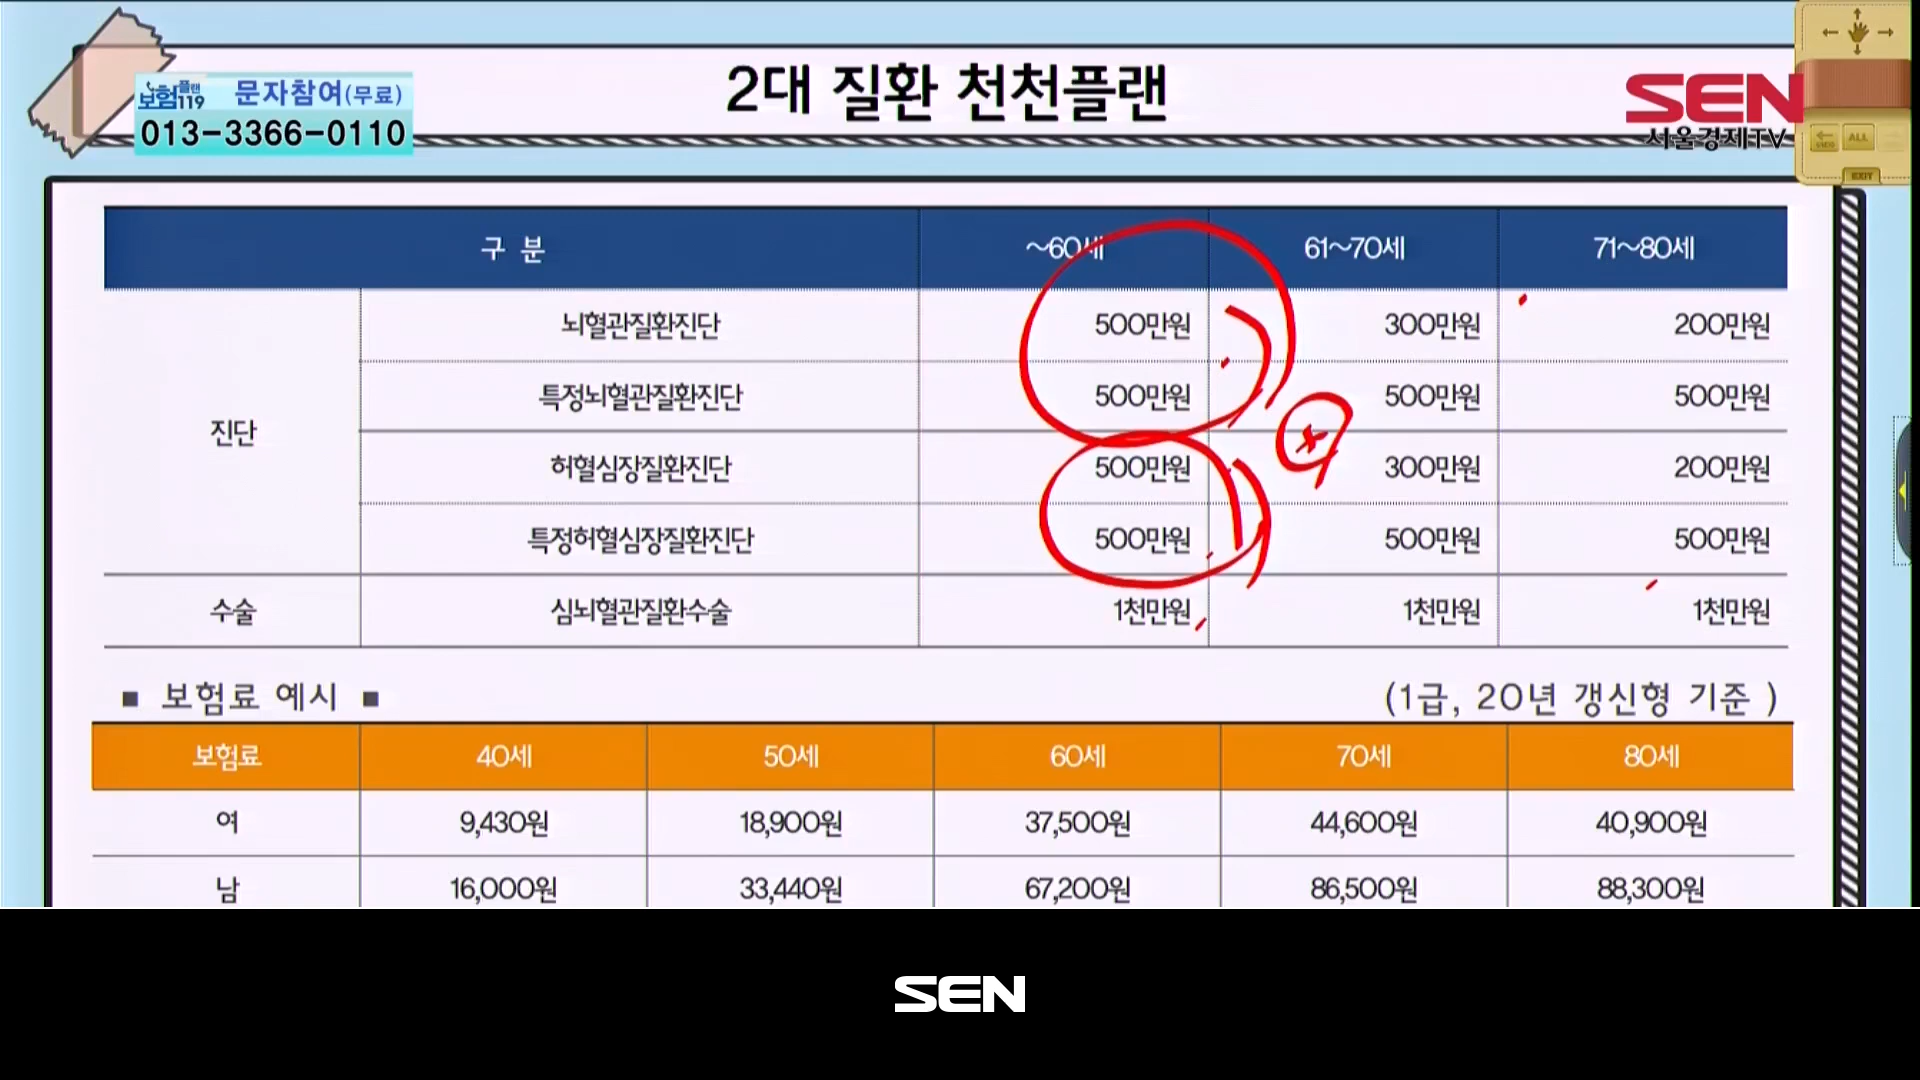 2대 질환 천천플랜
보험플랜119 문자참여(무료)
013-3366-0110
SEN
서울경제TV
ALL
EXIT
구 분 ~60세 61~70세 71~80세
진단 뇌혈관질환진단 500만원 300만원 200만원
특정뇌혈관질환진단 500만원 500만원 500만원
허혈심장질환진단 500만원 300만원 200만원
특정허혈심장질환진단 500만원 500만원 500만원
수술 심뇌혈관질환수술 1천만원 1천만원 1천만원
■ 보험료 예시 ■ (1급, 20년 갱신형 기준 )
보험료 40세 50세 60세 70세 80세
여 9,430원 18,900원 37,500원 44,600원 40,900원
남 16,000원 33,440원 67,200원 86,500원 88,300원
SEN